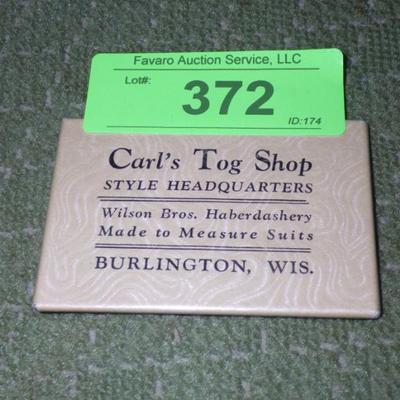 Favaro Auction Service, LLC
Lot#:
372
ID:174
Carl's Tog Shop
STYLE HEADQUARTERS
Wilson Bros. Haberdashery
Made to Measure Suits
BURLINGTON, WIS.